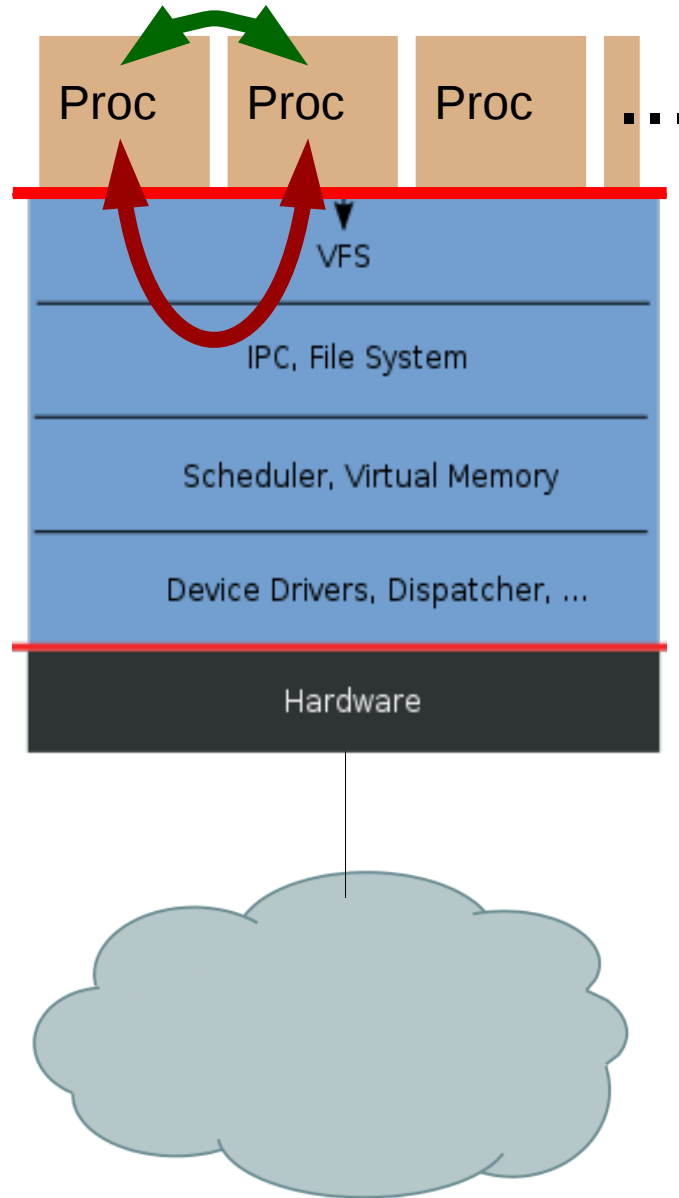 Proc Proc Proc ...
VFS
IPC, File System
Scheduler, Virtual Memory
Device Drivers, Dispatcher, ...
Hardware